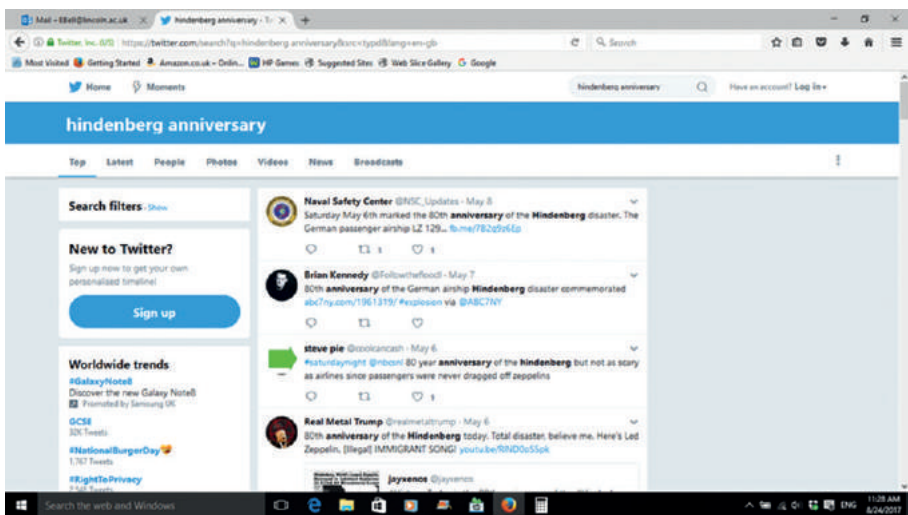 Mail – EBell@lincoln.ac.uk
hindenberg anniversary - Tw
Twitter, Inc. (US) https://twitter.com/search?q=hindenberg anniversary&src=typd&lang=en-gb
Search
Most Visited Getting Started Amazon.co.uk – Onlin... HP Games Suggested Sites Web Slice Gallery Google
Home Moments
hindenberg anniversary
Have an account? Log in
hindenberg anniversary
Top Latest People Photos Videos News Broadcasts
Search filters · Show
New to Twitter?
Sign up now to get your own
personalised timeline!
Sign up
Worldwide trends
#GalaxyNote8
Discover the new Galaxy Note8
Promoted by Samsung UK
GCSE
32K Tweets
#NationalBurgerDay
1,767 Tweets
#RightToPrivacy
Tweets
Naval Safety Center @NSC_Updates · May 8
Saturday May 6th marked the 80th anniversary of the Hindenberg disaster. The
German passenger airship LZ 129...
1 1
Brian Kennedy @Followtheflood1 · May 7
80th anniversary of the German airship Hindenberg disaster commemorated
abc7ny.com/1961319/ #explosion via @ABC7NY
steve pie @coolcancash · May 6
#saturdaynight @nbcsnl 80 year anniversary of the hindenberg but not as scary
as airlines since passengers were never dragged off zeppelins
1
Real Metal Trump @realmetaltrump · May 6
80th anniversary of the Hindenberg today. Total disaster, believe me. Here's Led
Zeppelin, [Illegal] IMMIGRANT SONG!
Jayxenos @jayxenos
Search the web and Windows
ENG
11:28 AM
8/24/2017